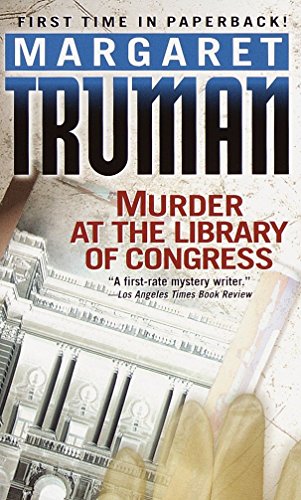 FIRST TIME IN PAPERBACK!
MARGARET
TRUMAN
MURDER
AT THE LIBRARY
OF CONGRESS
"A first-rate mystery writer."
—Los Angeles Times Book Review